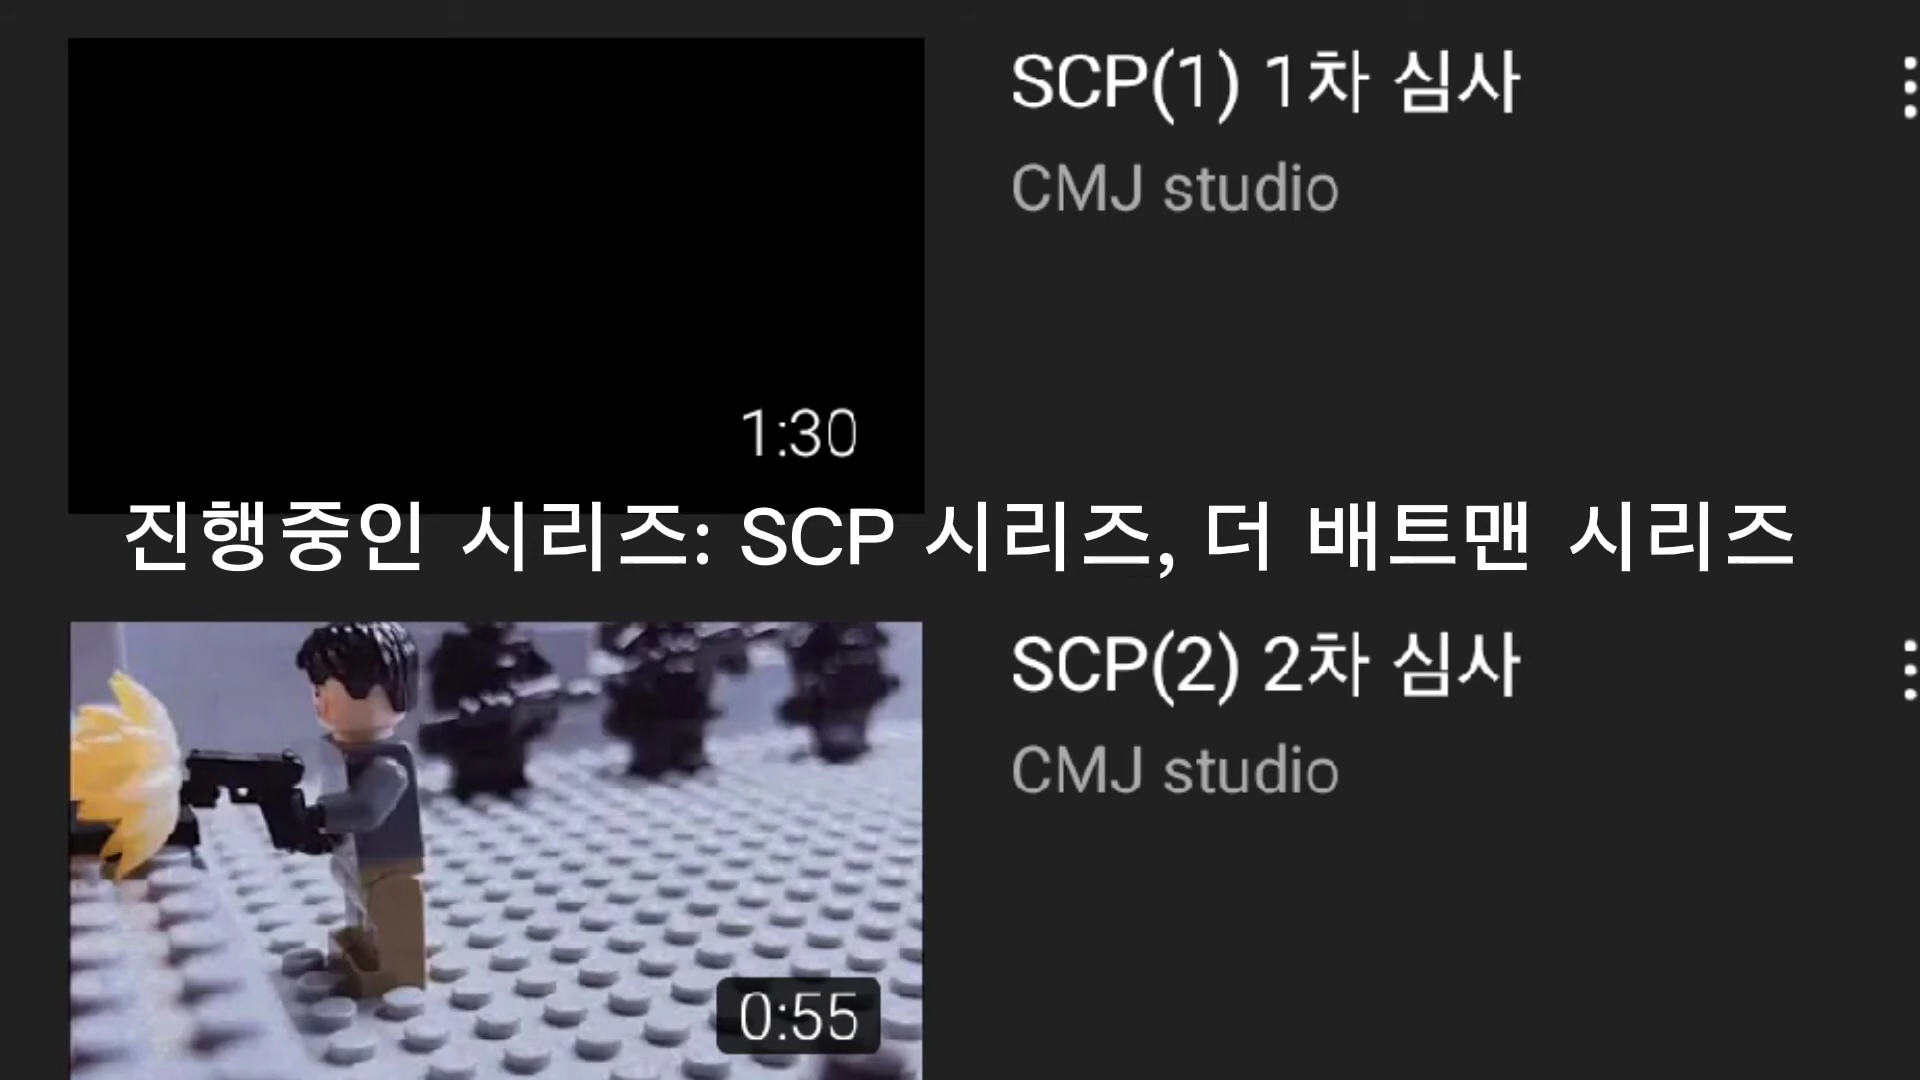 SCP(1) 1차 심사
CMJ studio
1:30
진행중인 시리즈: SCP 시리즈, 더 배트맨 시리즈
SCP(2) 2차 심사
CMJ studio
0:55